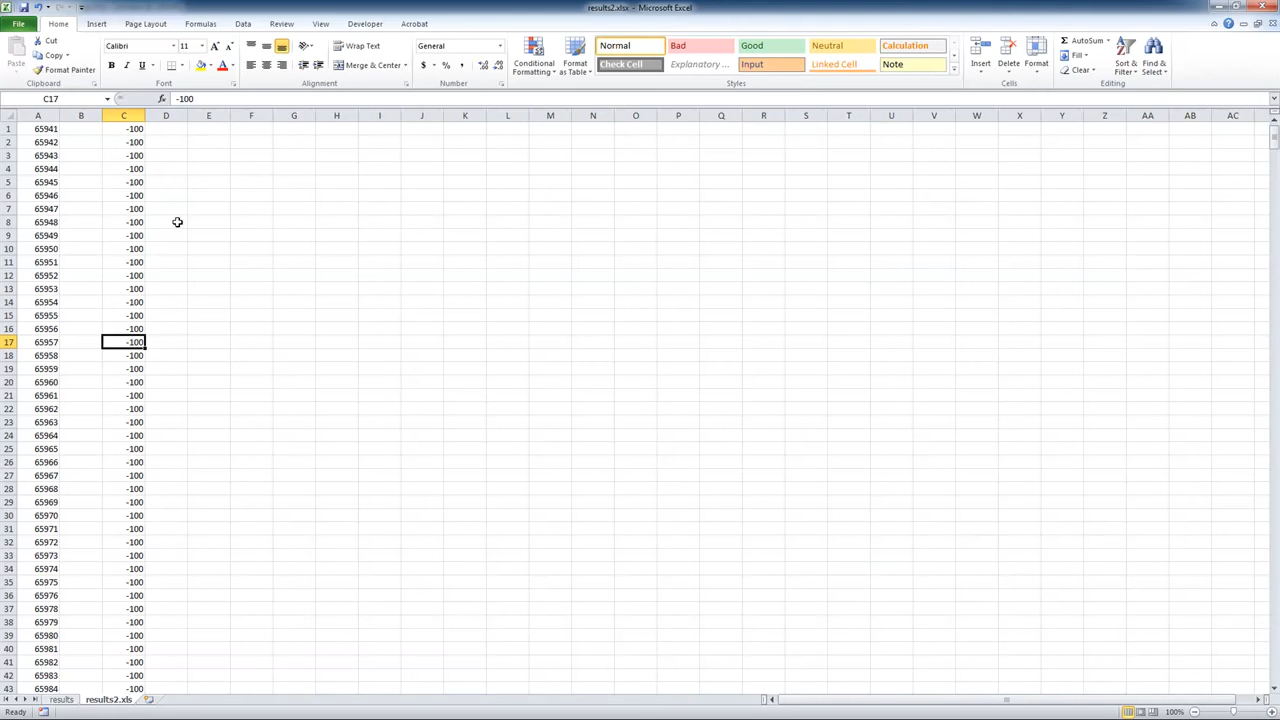 results2.xlsx - Microsoft Excel
File Home Insert Page Layout Formulas Data Review View Developer Acrobat
Cut
Copy
Format Painter
Paste
Clipboard
Calibri 11
Font
Wrap Text
Merge & Center
Alignment
General
$ % ,
Number
Conditional Formatting
Format as Table
Normal Bad Good Neutral Calculation
Check Cell Explanatory ... Input Linked Cell Note
Styles
Insert Delete Format
Cells
AutoSum
Fill
Clear
Sort & Filter
Find & Select
Editing
C17 fx -100
A B C D E F G H I J K L M N O P Q R S T U V W X Y Z AA AB AC
1 65941 -100
2 65942 -100
3 65943 -100
4 65944 -100
5 65945 -100
6 65946 -100
7 65947 -100
8 65948 -100
9 65949 -100
10 65950 -100
11 65951 -100
12 65952 -100
13 65953 -100
14 65954 -100
15 65955 -100
16 65956 -100
17 65957 -100
18 65958 -100
19 65959 -100
20 65960 -100
21 65961 -100
22 65962 -100
23 65963 -100
24 65964 -100
25 65965 -100
26 65966 -100
27 65967 -100
28 65968 -100
29 65969 -100
30 65970 -100
31 65971 -100
32 65972 -100
33 65973 -100
34 65974 -100
35 65975 -100
36 65976 -100
37 65978 -100
38 65979 -100
39 65980 -100
40 65981 -100
41 65982 -100
42 65983 -100
43 65984 -100
results results2.xls
Ready 100%